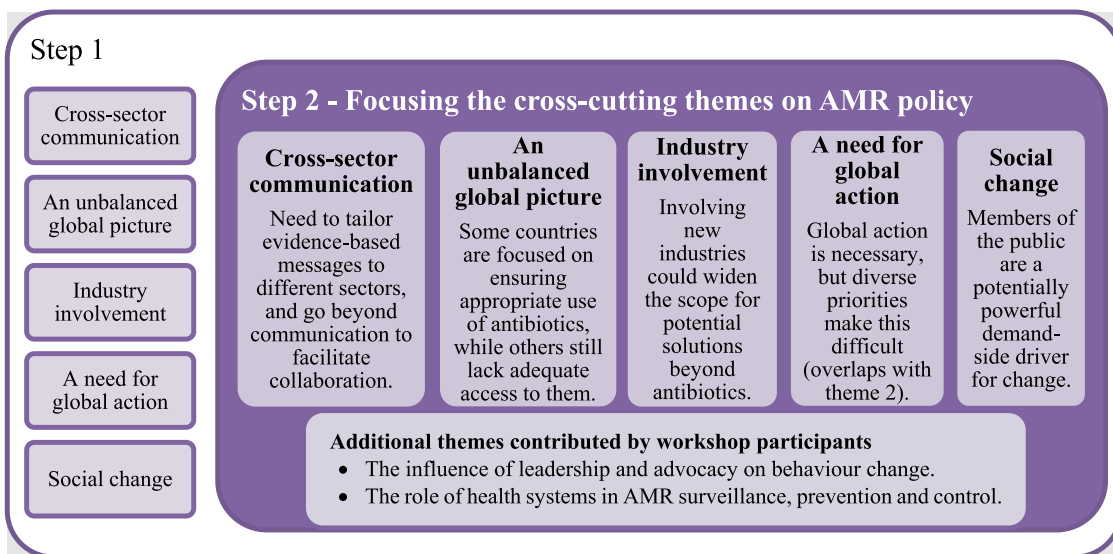 Step 1
Cross-sector
communication
An unbalanced
global picture
Industry
involvement
A need for
global action
Social change
Step 2 - Focusing the cross-cutting themes on AMR policy
Cross-sector
communication
Need to tailor
evidence-based
messages to
different sectors,
and go beyond
communication to
facilitate
collaboration.
An
unbalanced
global picture
Some countries
are focused on
ensuring
appropriate use
of antibiotics,
while others still
lack adequate
access to them.
Industry
involvement
Involving
new
industries
could widen
the scope for
potential
solutions
beyond
antibiotics.
A need for
global
action
Global action
is necessary,
but diverse
priorities
make this
difficult
(overlaps with
theme 2).
Social
change
Members of
the public
are a
potentially
powerful
demand-
side driver
for change.
Additional themes contributed by workshop participants
• The influence of leadership and advocacy on behaviour change.
• The role of health systems in AMR surveillance, prevention and control.